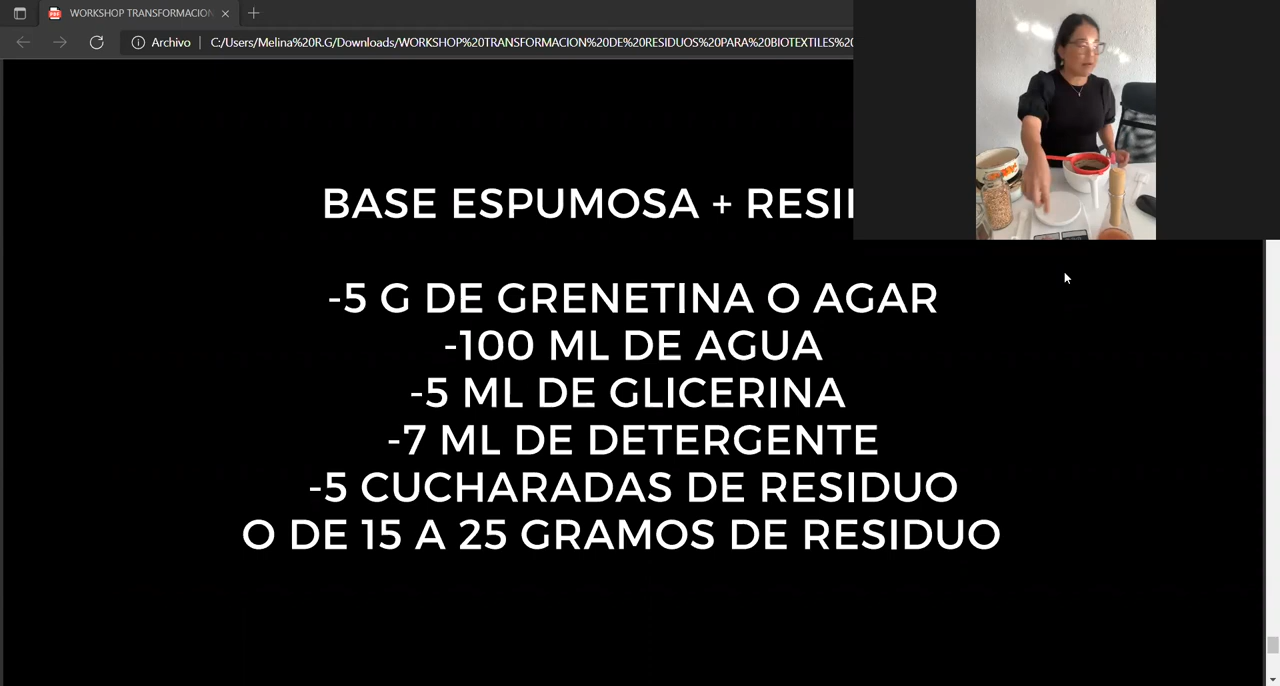 WORKSHOP TRANSFORMACION
Archivo
C:/Users/Melina%20R.G/Downloads/WORKSHOP%20TRANSFORMACION%20DE%20RESIDUOS%20PARA%20BIOTEXTILES%20
BASE ESPUMOSA + RESI
-5 G DE GRENETINA O AGAR
-100 ML DE AGUA
-5 ML DE GLICERINA
-7 ML DE DETERGENTE
-5 CUCHARADAS DE RESIDUO
O DE 15 A 25 GRAMOS DE RESIDUO